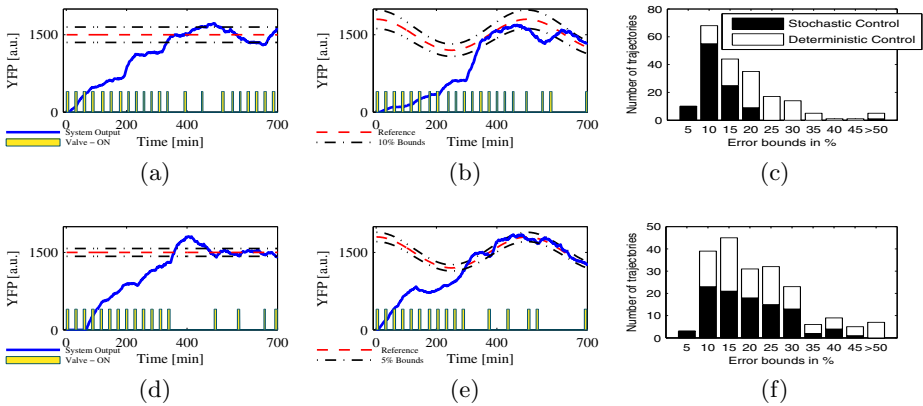 YFP [a.u.]
1500
0
0
200
400
700
Time [min]
System Output
Valve − ON
(a)
YFP [a.u.]
1500
0
0
200
400
700
Time [min]
Reference
10% Bounds
(b)
Number of trajectories
80
60
40
20
0
Stochastic Control
Deterministic Control
5 10 15 20 25 30 35 40 45 >50
Error bounds in %
(c)
YFP [a.u.]
1500
0
0
200
400
700
Time [min]
System Output
Valve − ON
(d)
YFP [a.u.]
1500
0
0
200
400
700
Time [min]
Reference
5% Bounds
(e)
Number of trajectories
50
40
30
20
10
0
5 10 15 20 25 30 35 40 45 >50
Error bounds in %
(f)